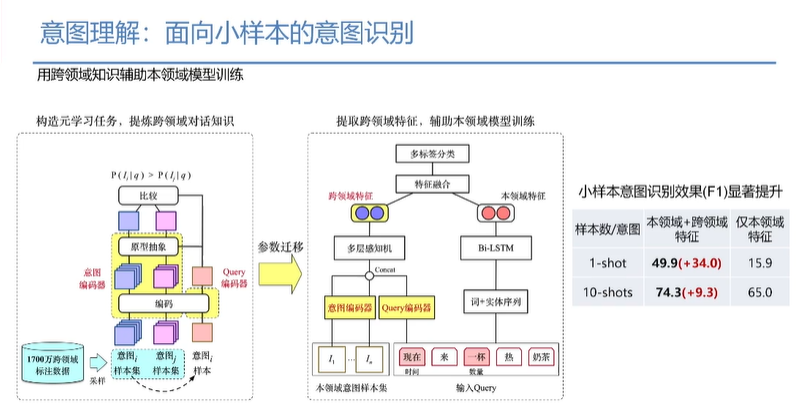 意图理解：面向小样本的意图识别
用跨领域知识辅助本领域模型训练
构造元学习任务，提炼跨领域对话知识
P(Iᵢ|q) > P(Iⱼ|q)
比较
原型抽象
意图
编码器
Query
编码器
编码
1700万跨领域
标注数据
采样
意图ᵢ
样本集
意图ⱼ
样本集
意图ᵢ
样本
参数迁移
提取跨领域特征，辅助本领域模型训练
多标签分类
特征融合
跨领域特征
本领域特征
多层感知机
Bi-LSTM
Concat
意图编码器
Query编码器
词+实体序列
I₁ ... Iₙ
现在 来 一杯 热 奶茶
时间 数量
本领域意图样本集
输入Query
小样本意图识别效果(F1)显著提升
样本数/意图 本领域+跨领域特征 仅本领域特征
1-shot 49.9(+34.0) 15.9
10-shots 74.3(+9.3) 65.0